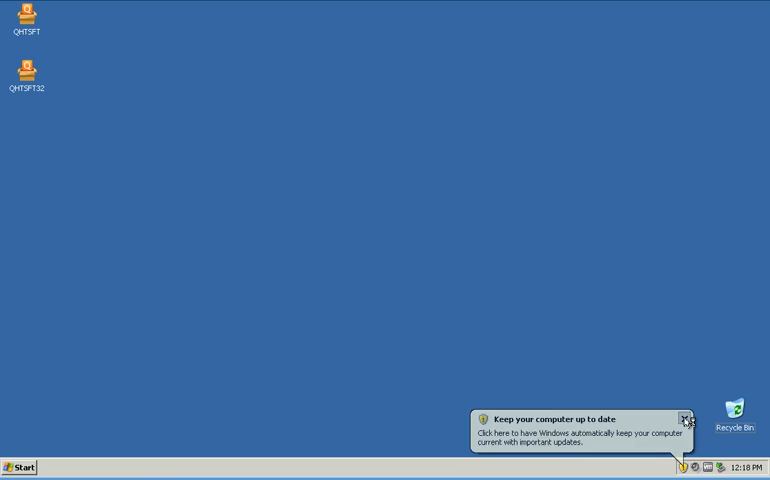 QHTSFT
QHTSFT32
Keep your computer up to date
Click here to have Windows automatically keep your computer
current with important updates.
Recycle Bin
Start
12:18 PM